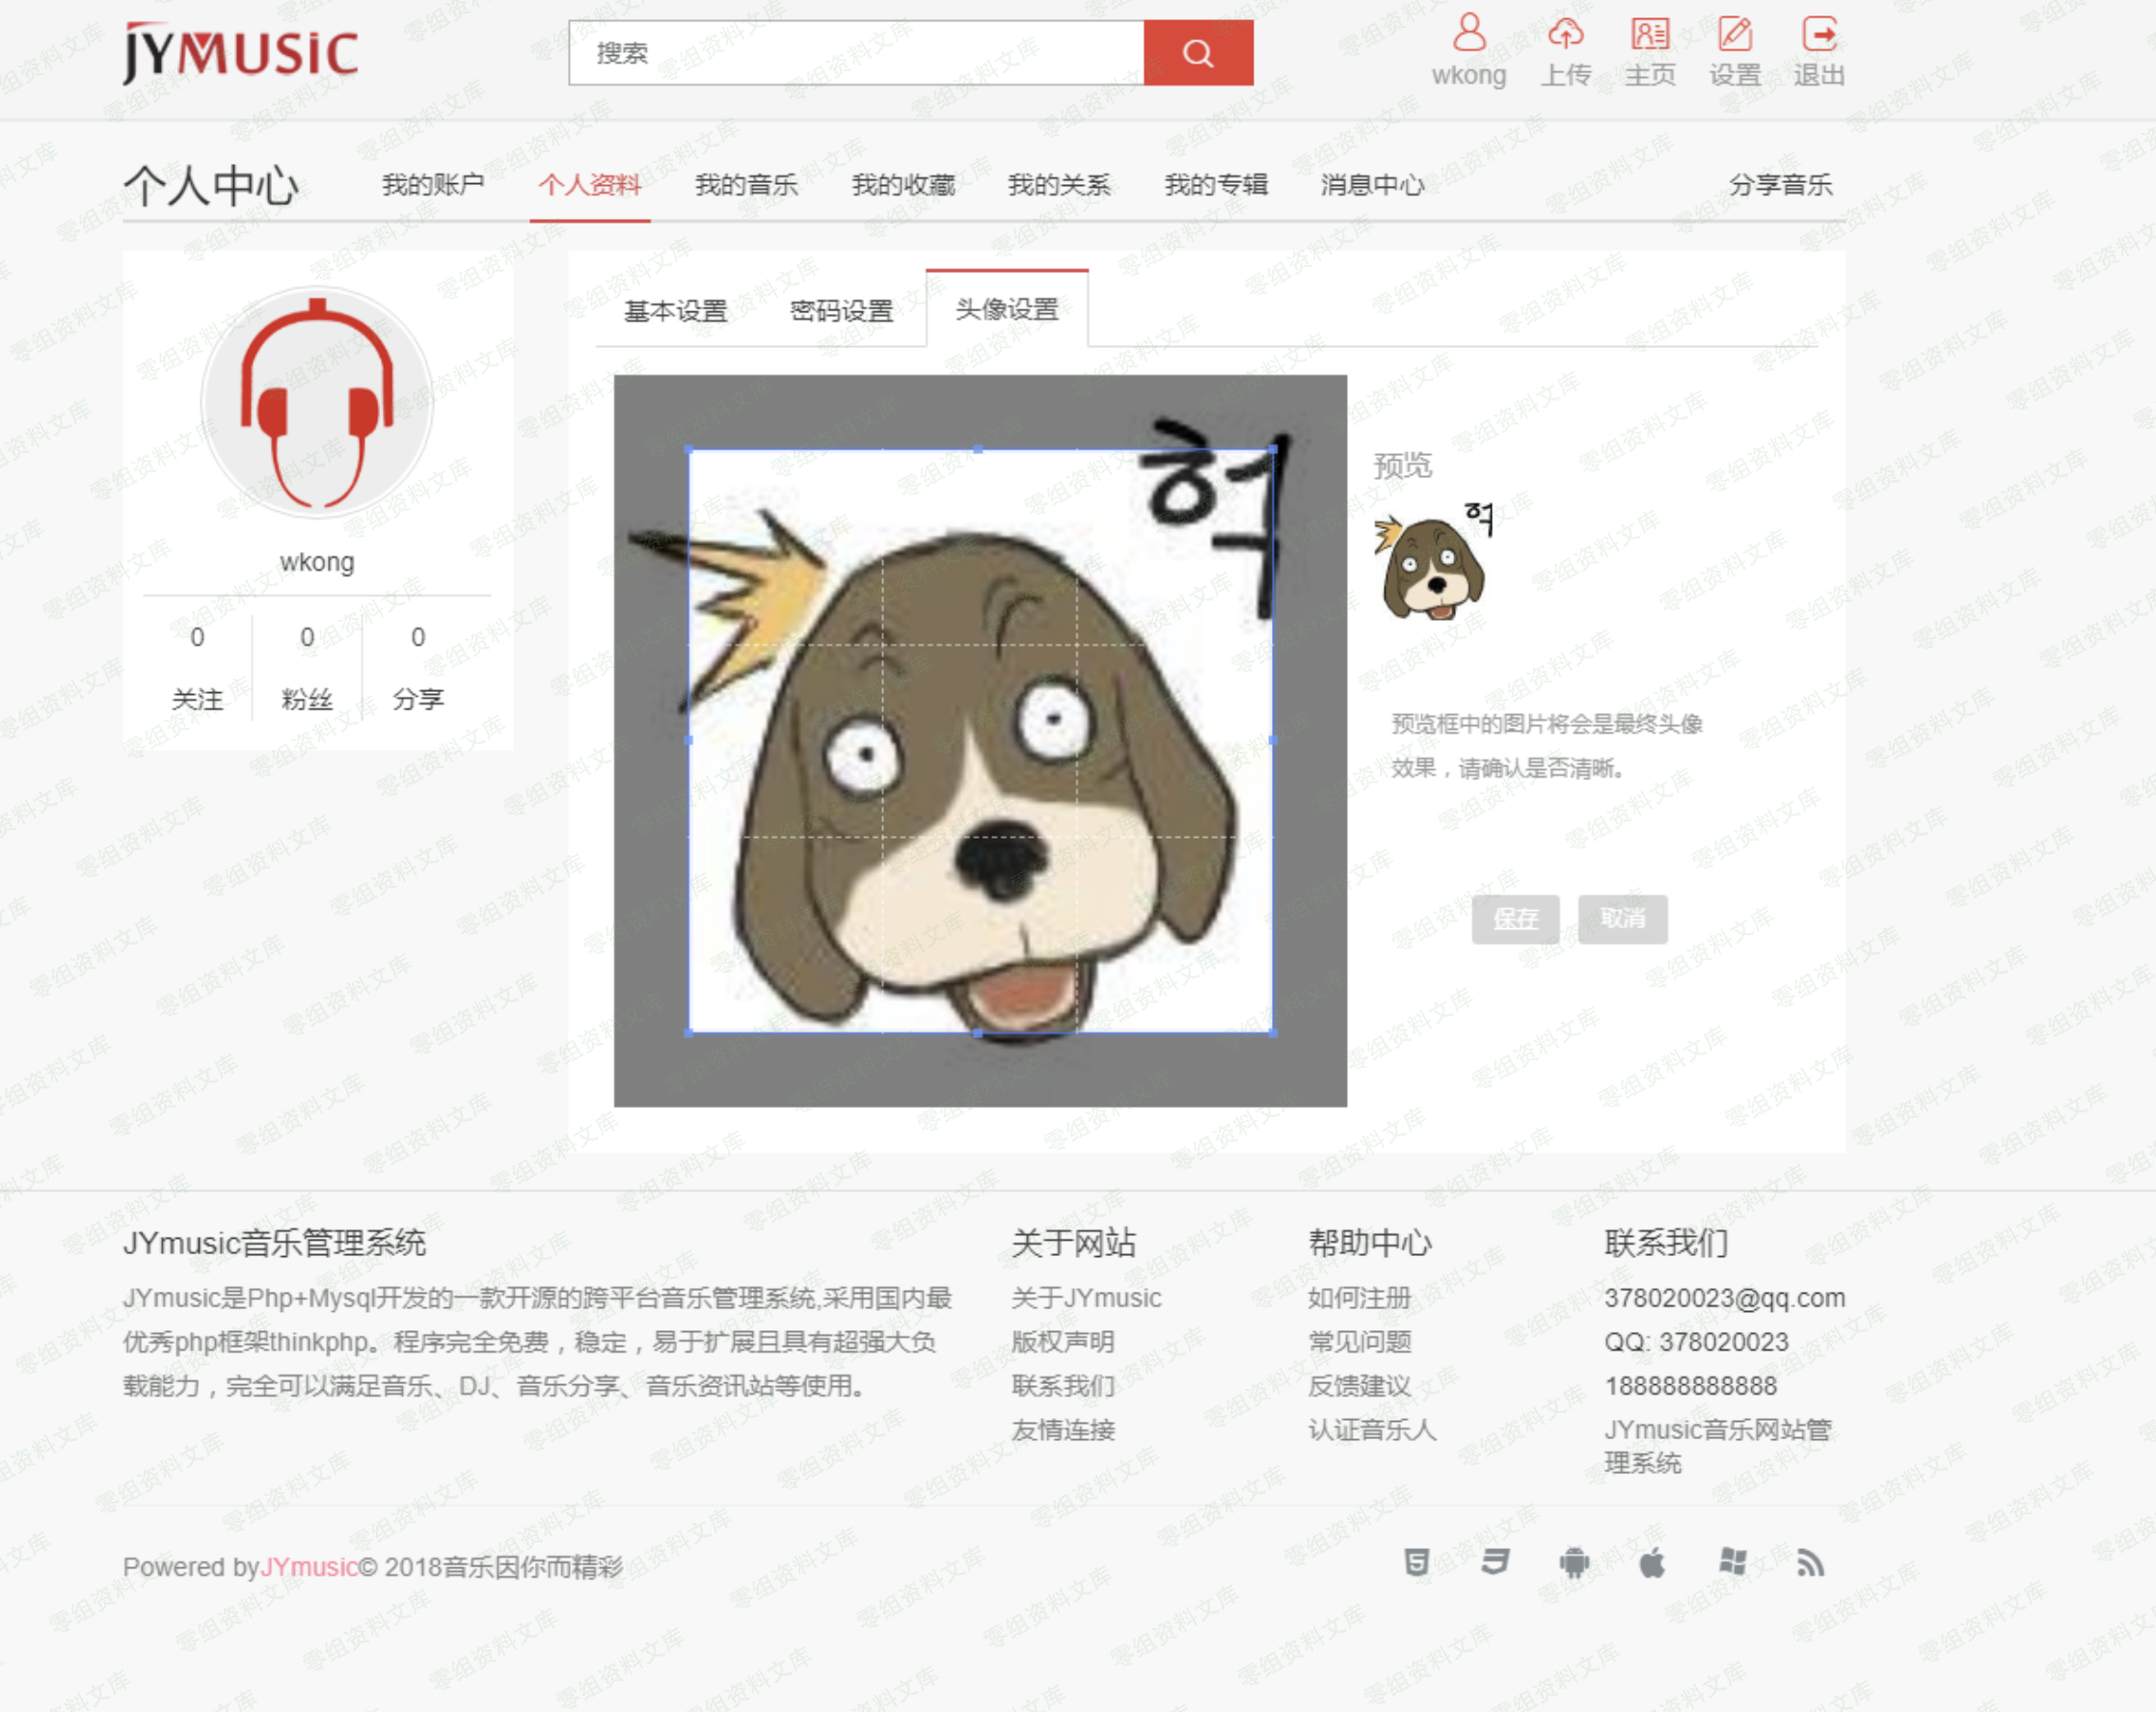 JYMUSIC
搜索
wkong 上传 主页 设置 退出
个人中心 我的账户 个人资料 我的音乐 我的收藏 我的关系 我的专辑 消息中心 分享音乐
基本设置 密码设置 头像设置
헉
预览
헉
wkong
0 0 0
关注 粉丝 分享
预览框中的图片将会是最终头像
效果，请确认是否清晰。
保存 取消
JYmusic音乐管理系统
JYmusic是Php+Mysql开发的一款开源的跨平台音乐管理系统,采用国内最
优秀php框架thinkphp。程序完全免费，稳定，易于扩展且具有超强大负
载能力，完全可以满足音乐、DJ、音乐分享、音乐资讯站等使用。
关于网站
关于JYmusic
版权声明
联系我们
友情连接
帮助中心
如何注册
常见问题
反馈建议
认证音乐人
联系我们
378020023@qq.com
QQ: 378020023
188888888888
JYmusic音乐网站管
理系统
Powered byJYmusic© 2018音乐因你而精彩
零组资料文库